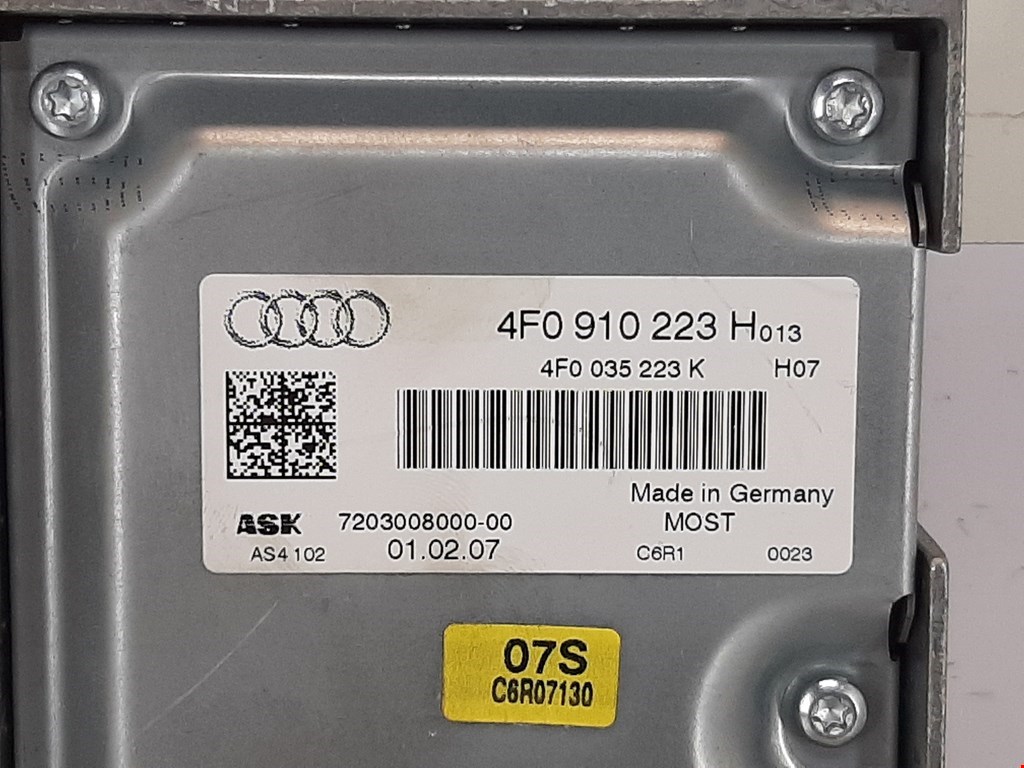 4F0 910 223 H013
4F0 035 223 K H07
Made in Germany
ASK 7203008000-00 MOST
AS4 102 01.02.07 C6R1 0023
07S
C6R07130